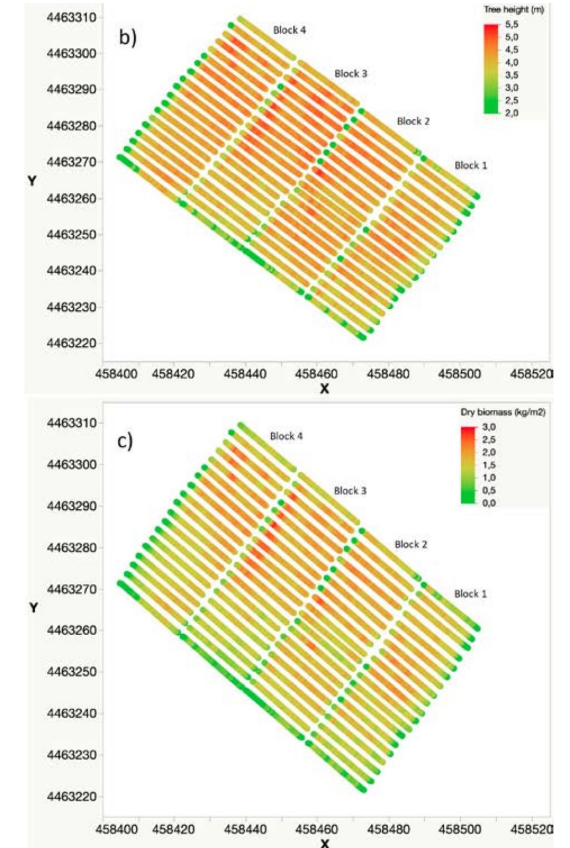 b)
Tree height (m)
5,5
5,0
4,5
4,0
3,5
3,0
2,5
2,0
4463310
4463300
4463290
4463280
4463270
4463260
4463250
4463240
4463230
4463220
Y
Block 4
Block 3
Block 2
Block 1
458400 458420 458440 458460 458480 458500 458520
X
c)
Dry biomass (kg/m2)
3,0
2,5
2,0
1,5
1,0
0,5
0,0
4463310
4463300
4463290
4463280
4463270
4463260
4463250
4463240
4463230
4463220
Y
Block 4
Block 3
Block 2
Block 1
458400 458420 458440 458460 458480 458500 458520
X